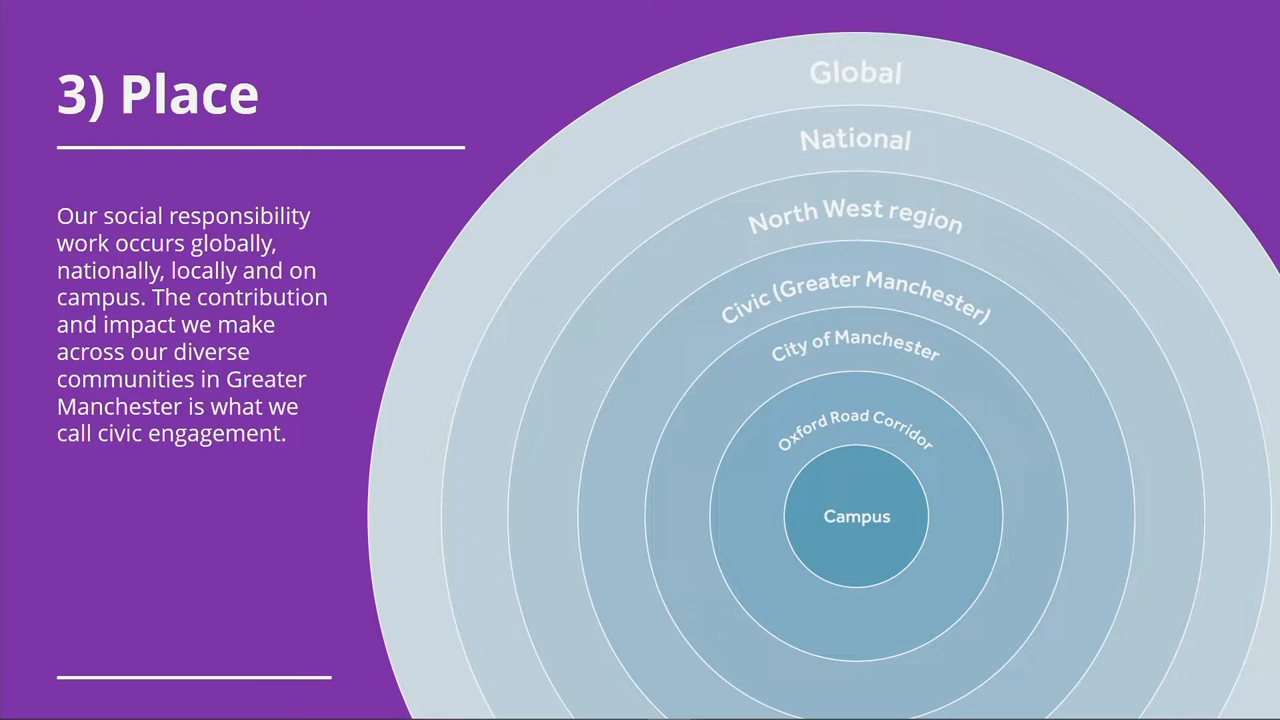 3) Place
Our social responsibility
work occurs globally,
nationally, locally and on
campus. The contribution
and impact we make
across our diverse
communities in Greater
Manchester is what we
call civic engagement.
Global
National
North West region
Civic (Greater Manchester)
City of Manchester
Oxford Road Corridor
Campus